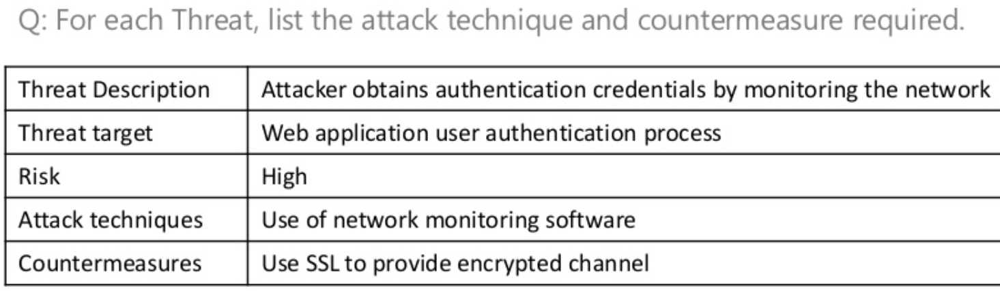 Q: For each Threat, list the attack technique and countermeasure required.
Threat Description Attacker obtains authentication credentials by monitoring the network
Threat target Web application user authentication process
Risk High
Attack techniques Use of network monitoring software
Countermeasures Use SSL to provide encrypted channel